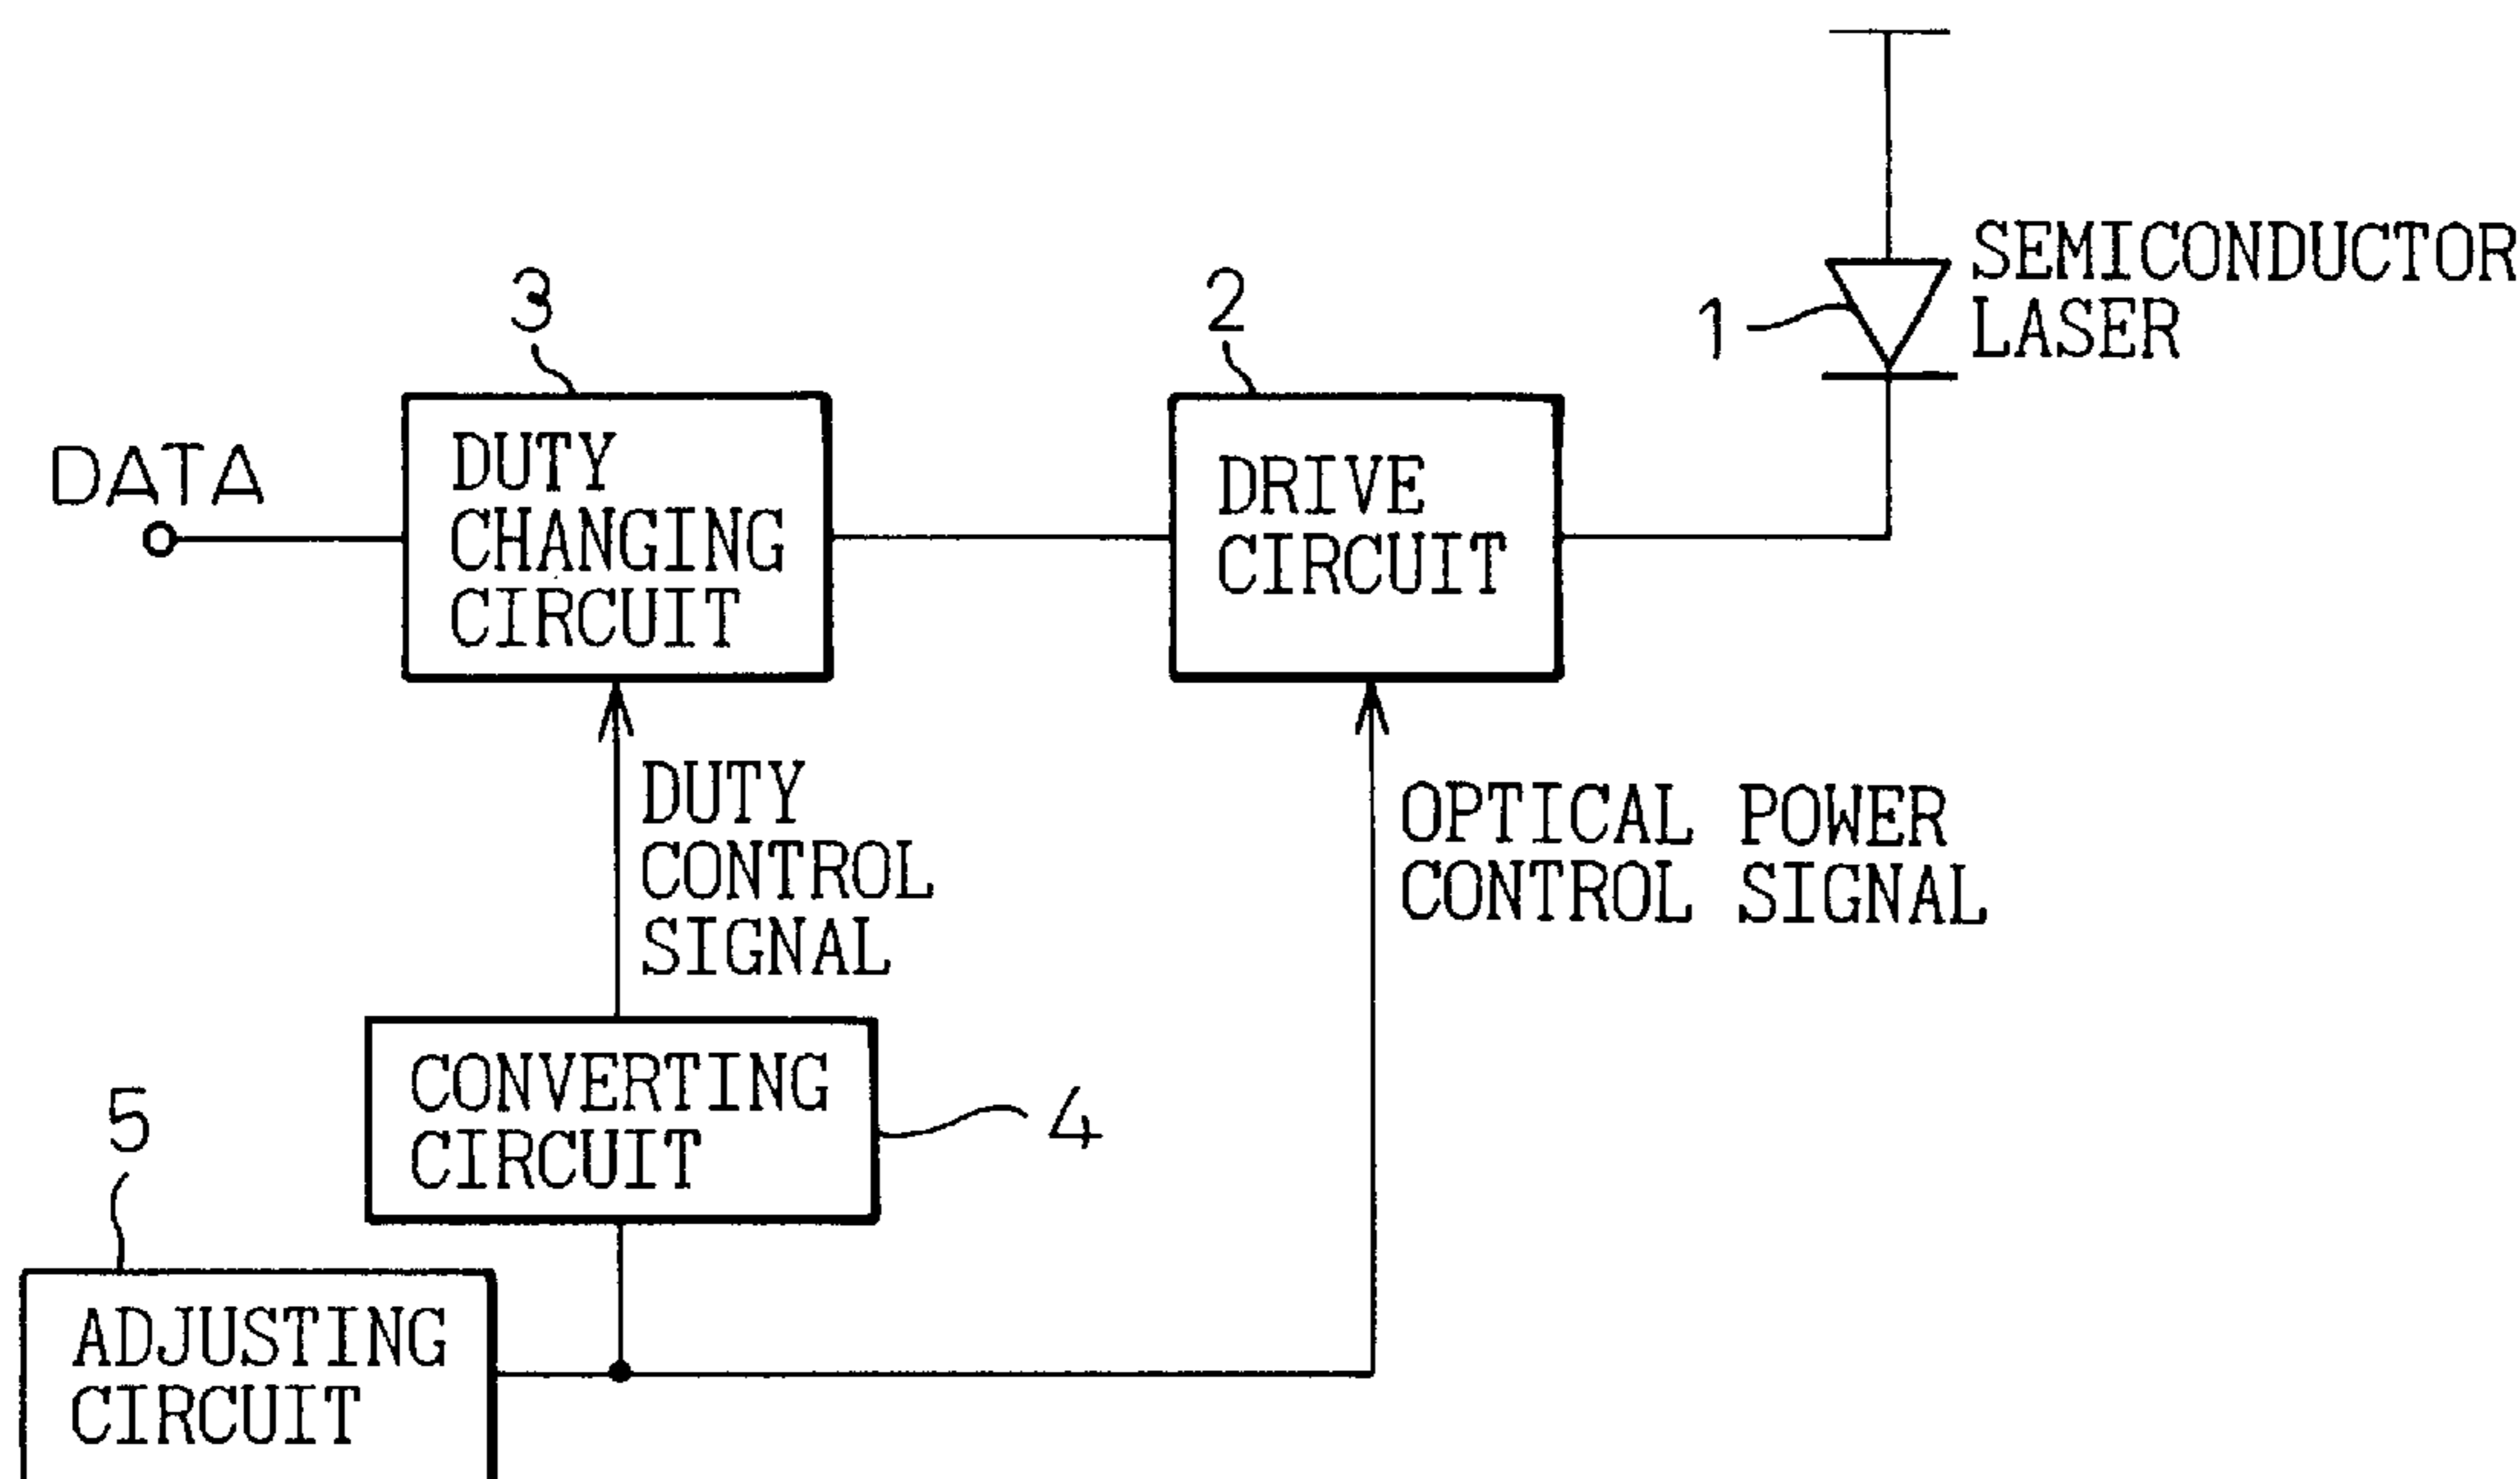 SEMICONDUCTOR
LASER
1
3
2
DATA
DUTY
CHANGING
CIRCUIT
DRIVE
CIRCUIT
DUTY
CONTROL
SIGNAL
OPTICAL POWER
CONTROL SIGNAL
CONVERTING
CIRCUIT
4
5
ADJUSTING
CIRCUIT